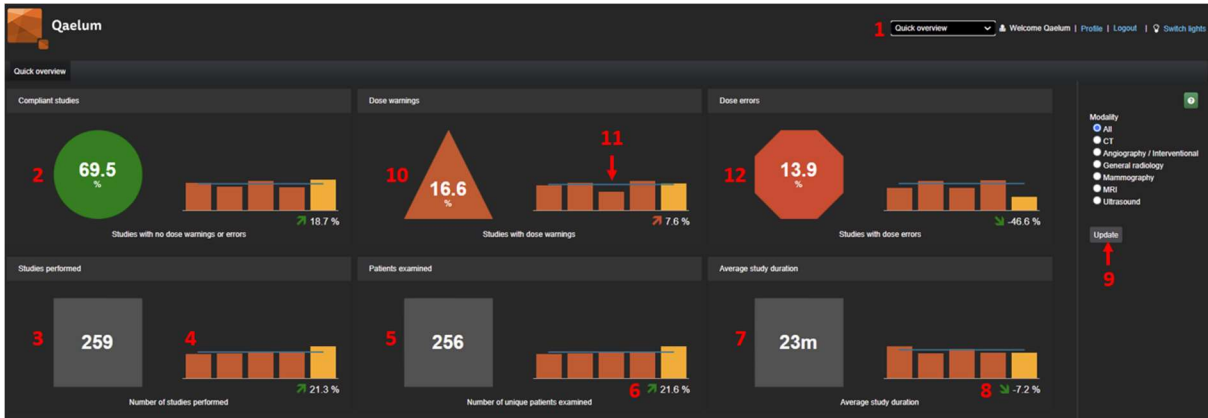 Qaelum
1 Quick overview Welcome Qaelum | Profile | Logout | Switch lights
Quick overview
Compliant studies
2 69.5
%
18.7 %
Studies with no dose warnings or errors
Dose warnings
11
10 16.6
%
7.6 %
Studies with dose warnings
Dose errors
12 13.9
%
-46.6 %
Studies with dose errors
Studies performed
3 259 4
21.3 %
Number of studies performed
Patients examined
5 256
6 21.6 %
Number of unique patients examined
Average study duration
7 23m
8 -7.2 %
Average study duration
?
Modality
All
CT
Angiography / Interventional
General radiology
Mammography
MRI
Ultrasound
Update
9